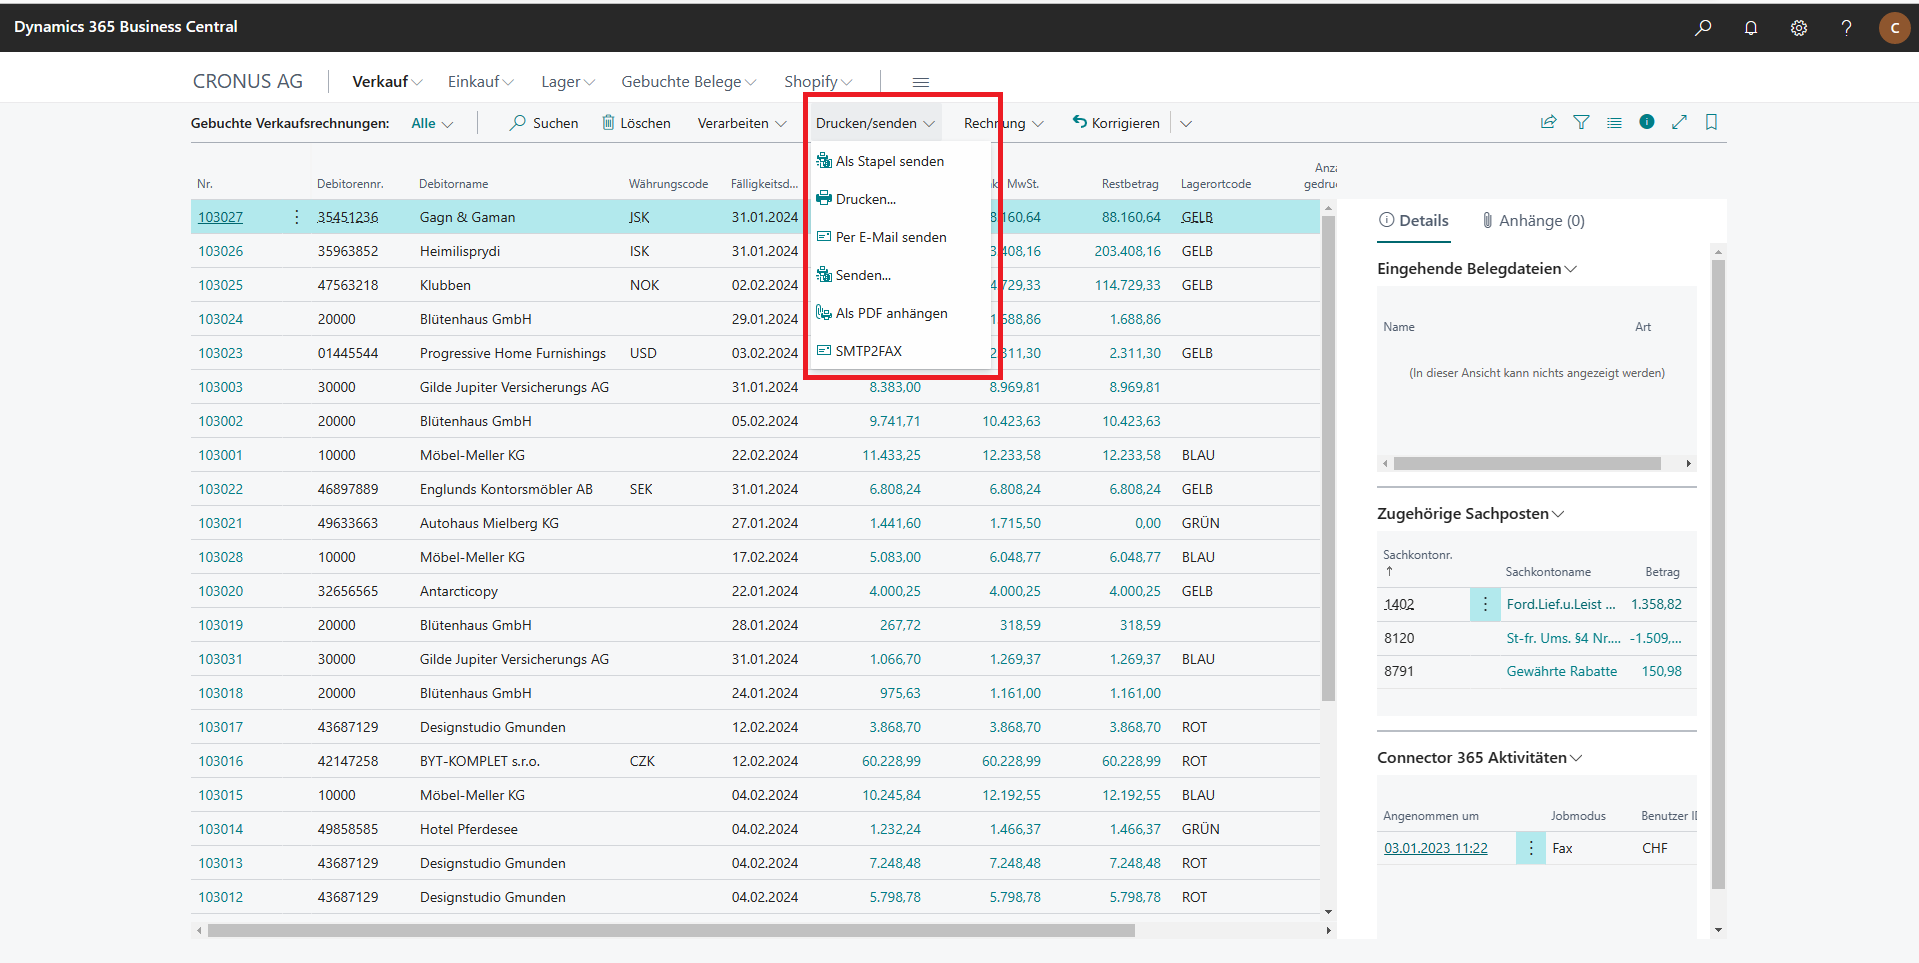 Dynamics 365 Business Central
C
CRONUS AG Verkauf Einkauf Lager Gebuchte Belege Shopify
Gebuchte Verkaufsrechnungen: Alle Suchen Löschen Verarbeiten Drucken/senden Rechnung Korrigieren
Als Stapel senden
Drucken...
Per E-Mail senden
Senden...
Als PDF anhängen
SMTP2FAX
Nr. Debitorennr. Debitorname Währungscode Fälligkeitsd... MwSt. Restbetrag Lagerortcode Anza gedruc
103027 35451236 Gagn & Gaman JSK 31.01.2024 8.160,64 88.160,64 GELB
103026 35963852 Heimilisprydi ISK 31.01.2024 3.408,16 203.408,16 GELB
103025 47563218 Klubben NOK 02.02.2024 4.729,33 114.729,33 GELB
103024 20000 Blütenhaus GmbH 29.01.2024 1.688,86 1.688,86
103023 01445544 Progressive Home Furnishings USD 03.02.2024 2.311,30 2.311,30 GELB
103003 30000 Gilde Jupiter Versicherungs AG 31.01.2024 8.383,00 8.969,81 8.969,81
103002 20000 Blütenhaus GmbH 05.02.2024 9.741,71 10.423,63 10.423,63
103001 10000 Möbel-Meller KG 22.02.2024 11.433,25 12.233,58 12.233,58 BLAU
103022 46897889 Englunds Kontorsmöbler AB SEK 31.01.2024 6.808,24 6.808,24 6.808,24 GELB
103021 49633663 Autohaus Mielberg KG 27.01.2024 1.441,60 1.715,50 0,00 GRÜN
103028 10000 Möbel-Meller KG 17.02.2024 5.083,00 6.048,77 6.048,77 BLAU
103020 32656565 Antarcticopy 22.01.2024 4.000,25 4.000,25 4.000,25 GELB
103019 20000 Blütenhaus GmbH 28.01.2024 267,72 318,59 318,59
103031 30000 Gilde Jupiter Versicherungs AG 31.01.2024 1.066,70 1.269,37 1.269,37 BLAU
103018 20000 Blütenhaus GmbH 24.01.2024 975,63 1.161,00 1.161,00
103017 43687129 Designstudio Gmunden 12.02.2024 3.868,70 3.868,70 3.868,70 ROT
103016 42147258 BYT-KOMPLET s.r.o. CZK 12.02.2024 60.228,99 60.228,99 60.228,99 ROT
103015 10000 Möbel-Meller KG 04.02.2024 10.245,84 12.192,55 12.192,55 BLAU
103014 49858585 Hotel Pferdesee 04.02.2024 1.232,24 1.466,37 1.466,37 GRÜN
103013 43687129 Designstudio Gmunden 04.02.2024 7.248,48 7.248,48 7.248,48 ROT
103012 43687129 Designstudio Gmunden 04.02.2024 5.798,78 5.798,78 5.798,78 ROT
Details Anhänge (0)
Eingehende Belegdateien
Name Art
(In dieser Ansicht kann nichts angezeigt werden)
Zugehörige Sachposten
Sachkontonr. ↑ Sachkontoname Betrag
1402 Ford.Lief.u.Leist ... 1.358,82
8120 St-fr. Ums. §4 Nr.... -1.509,...
8791 Gewährte Rabatte 150,98
Connector 365 Aktivitäten
Angenommen um Jobmodus Benutzer ID
03.01.2023 11:22 Fax CHF